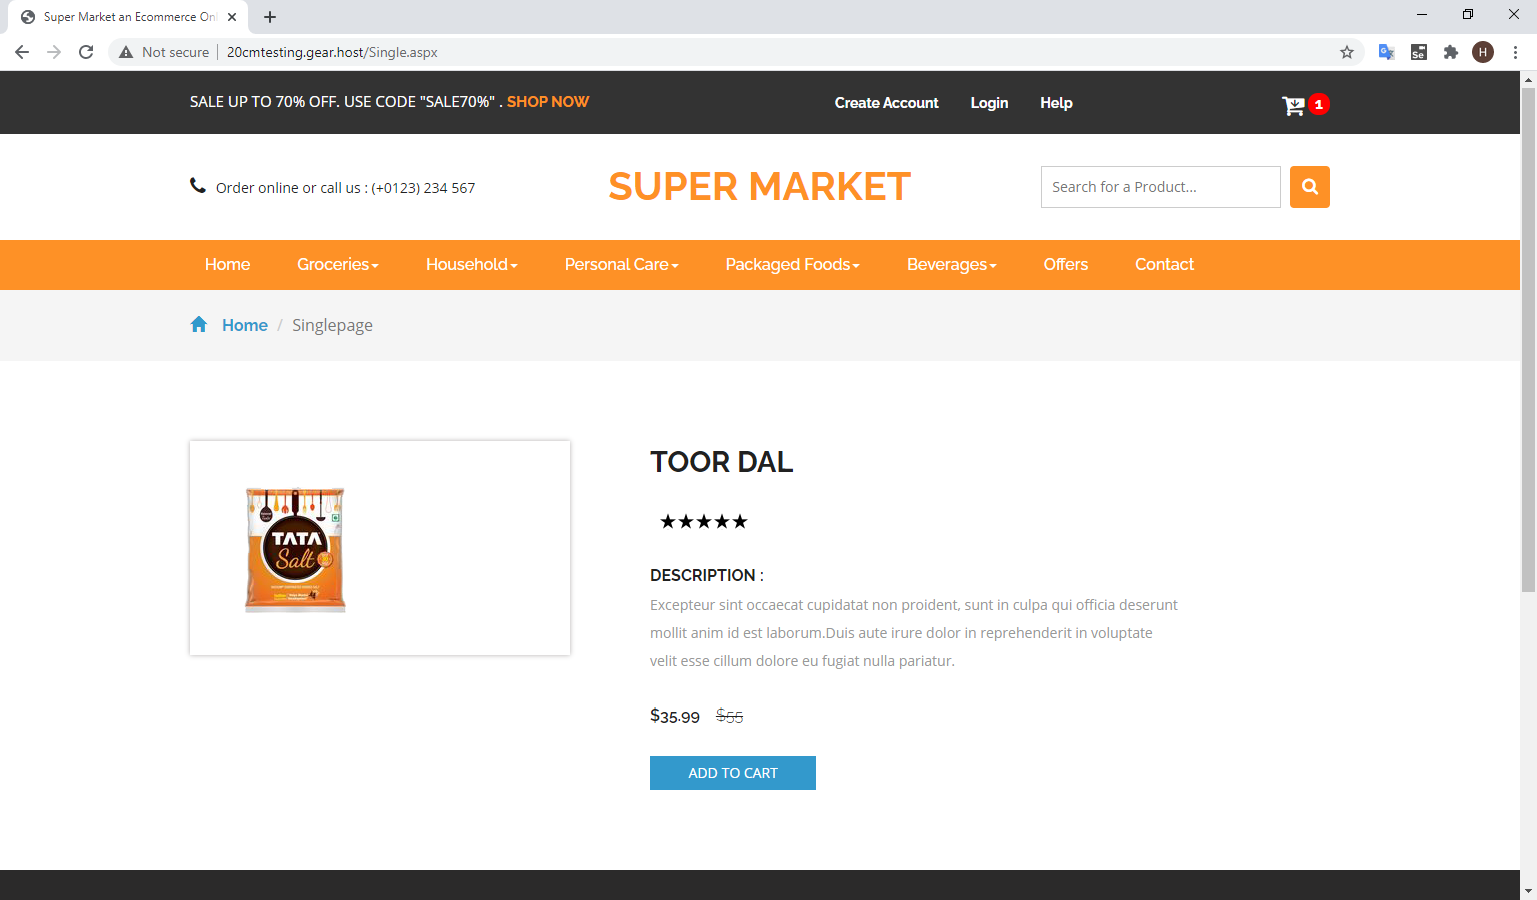 Super Market an Ecommerce Onl
Not secure
20cmtesting.gear.host/Single.aspx
H
SALE UP TO 70% OFF. USE CODE "SALE70%" . SHOP NOW
Create Account
Login
Help
1
Order online or call us : (+0123) 234 567
SUPER MARKET
Search for a Product...
Home
Groceries
Household
Personal Care
Packaged Foods
Beverages
Offers
Contact
Home / Singlepage
TATA
Salt
TOOR DAL
★★★★★
DESCRIPTION :
Excepteur sint occaecat cupidatat non proident, sunt in culpa qui officia deserunt
mollit anim id est laborum.Duis aute irure dolor in reprehenderit in voluptate
velit esse cillum dolore eu fugiat nulla pariatur.
$35.99 $55
ADD TO CART